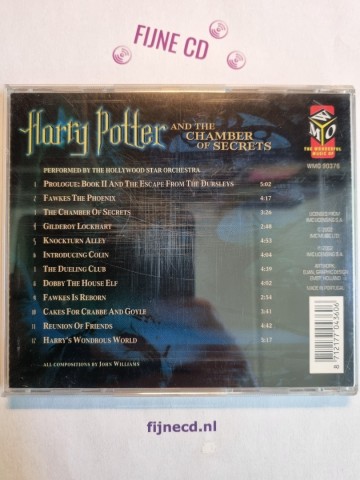 FIJNE CD
Harry Potter AND THE CHAMBER OF SECRETS
WMO
THE WONDERFUL MUSIC OF
WMO 90376
PERFORMED BY THE HOLLYWOOD STAR ORCHESTRA
1 PROLOGUE: BOOK II AND THE ESCAPE FROM THE DURSLEYS 5:02
2 FAWKES THE PHOENIX 4:17
3 THE CHAMBER OF SECRETS 3:26
4 GILDEROY LOCKHART
5 KNOCKTURN ALLEY 4:53
6 INTRODUCING COLIN
7 THE DUELING CLUB 4:19
8 DOBBY THE HOUSE ELF 4:02
9 FAWKES IS REBORN 2:54
10 CAKES FOR CRABBE AND GOYLE 3:41
11 REUNION OF FRIENDS 4:42
12 HARRY'S WONDROUS WORLD 5:17
MADE IN PORTUGAL
8 712177 043606
ALL COMPOSITIONS BY JOHN WILLIAMS
fijnecd.nl